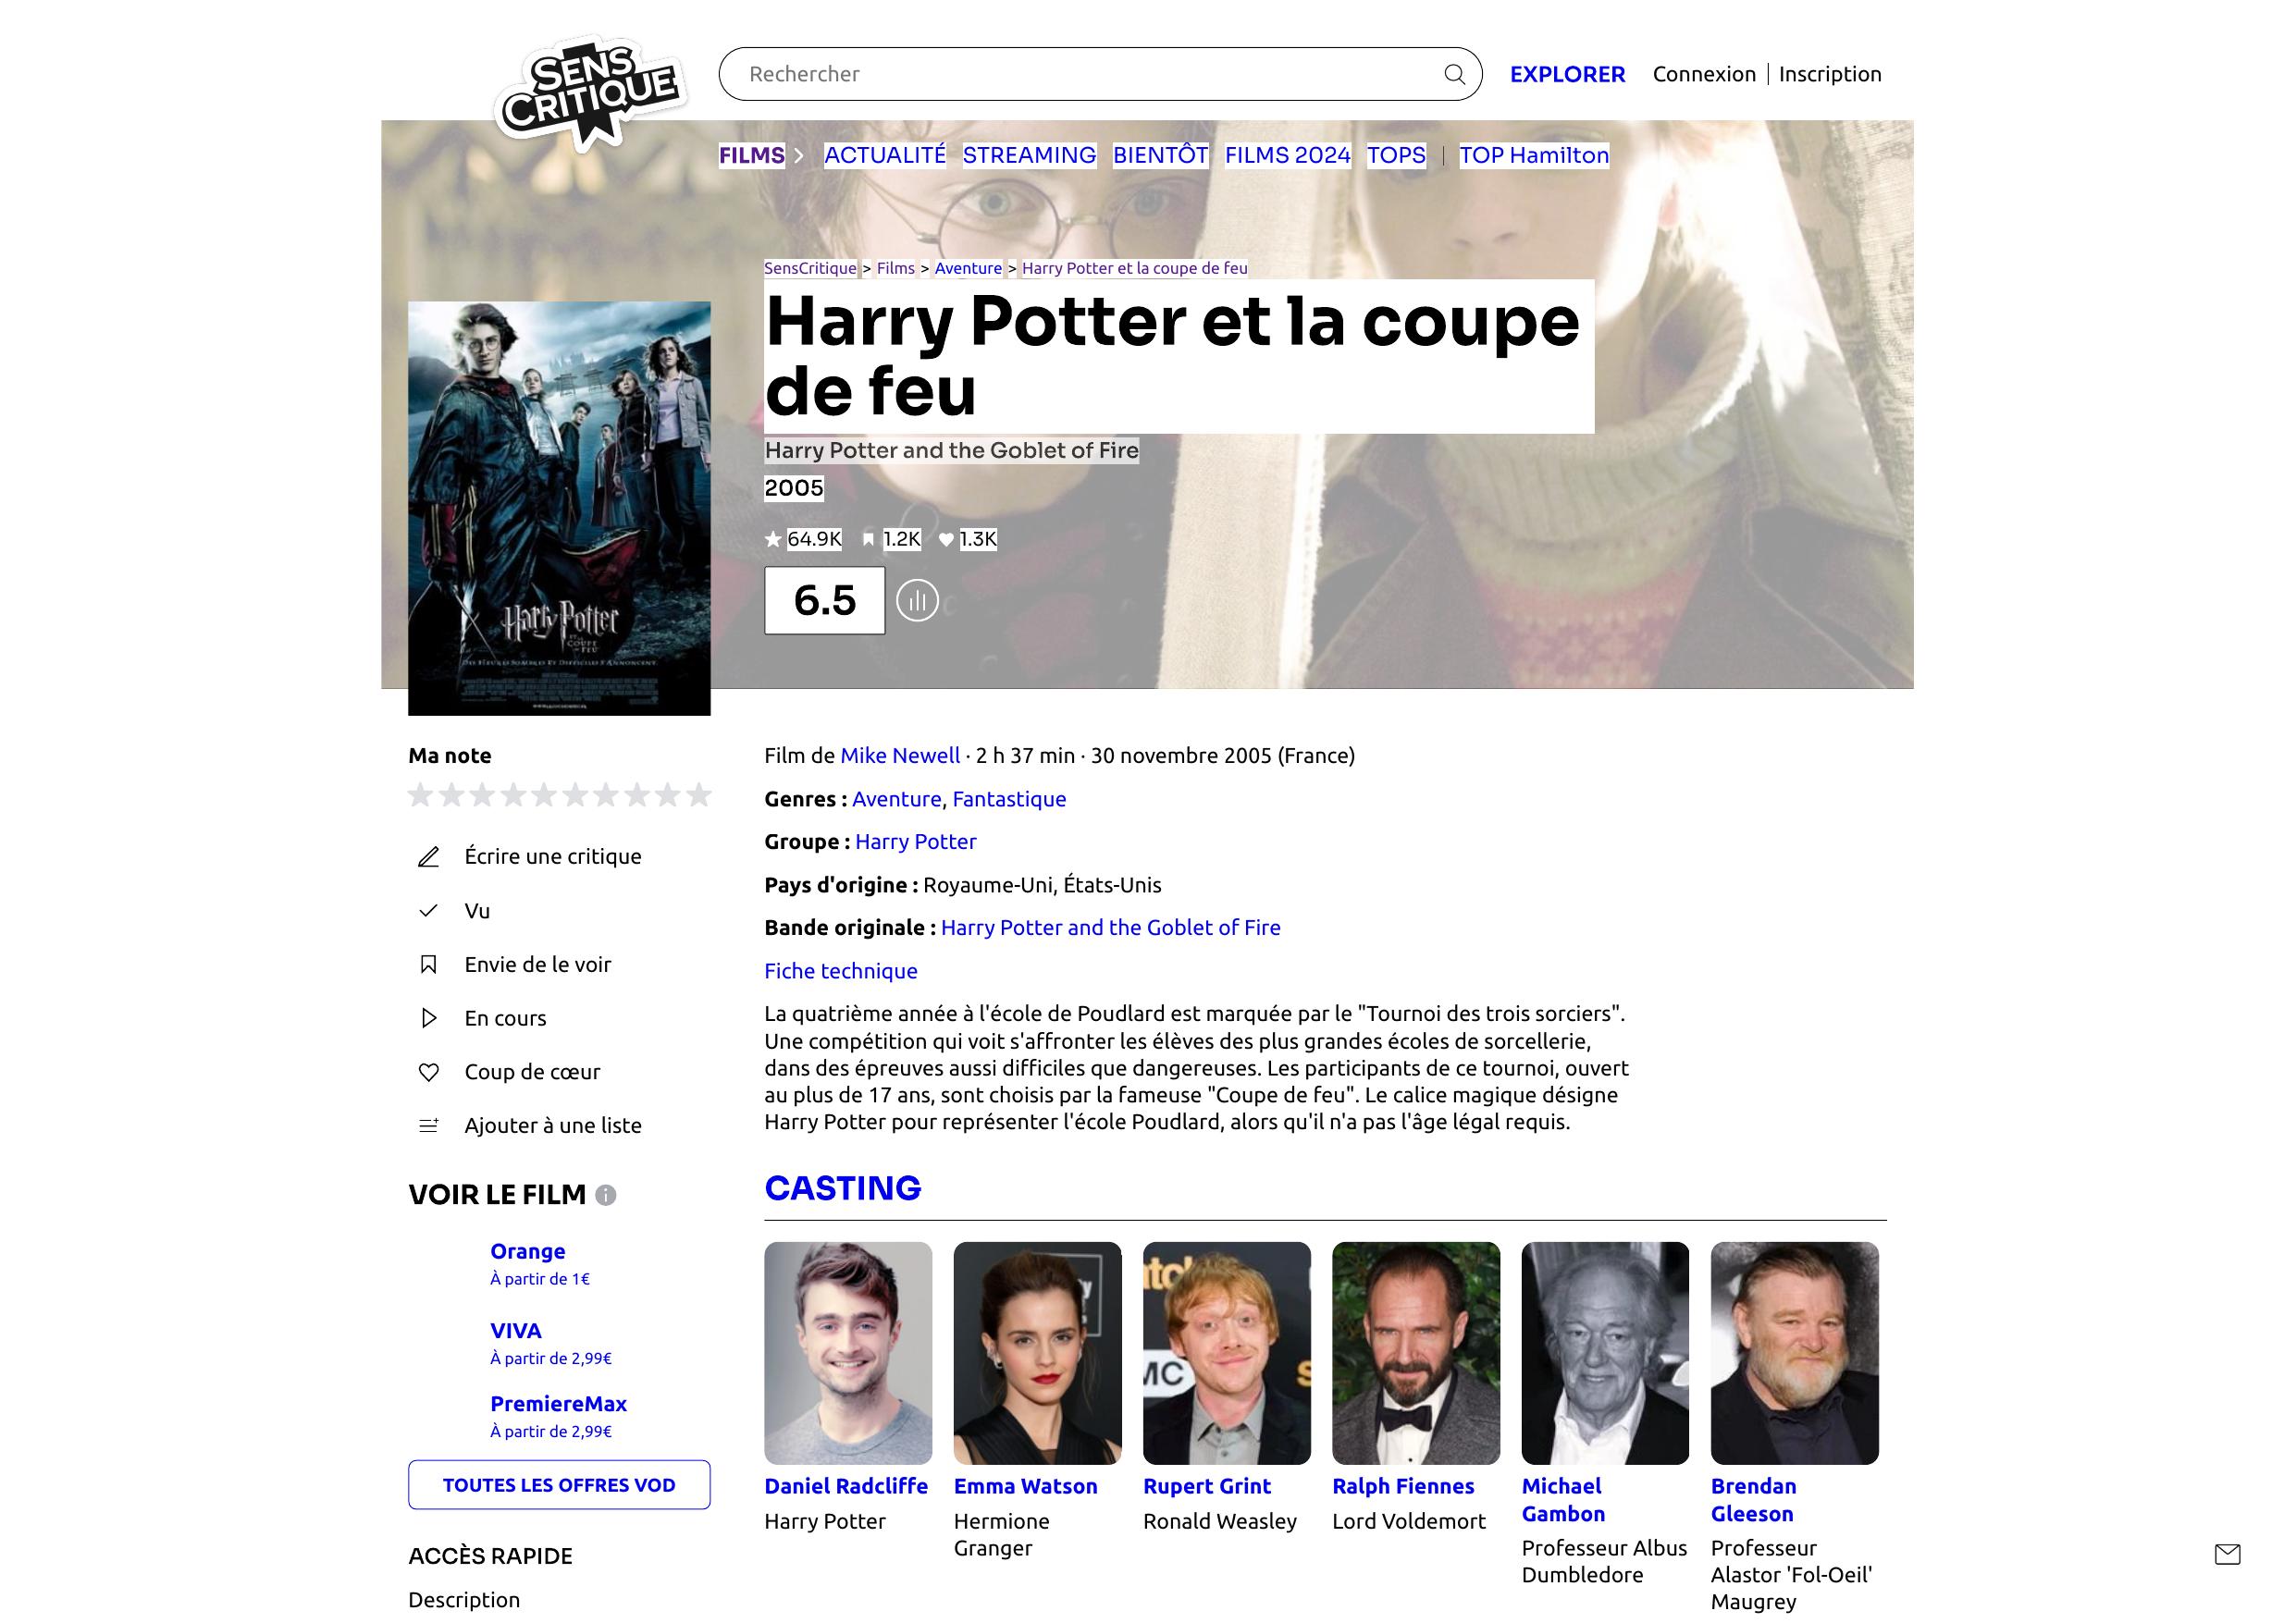 SENS CRITIQUE
Rechercher
EXPLORER
Connexion | Inscription
FILMS
ACTUALITÉ STREAMING BIENTÔT FILMS 2024 TOPS | TOP Hamilton
SensCritique > Films > Aventure > Harry Potter et la coupe de feu
Harry Potter et la coupe
de feu
Harry Potter and the Goblet of Fire
2005
64.9K 1.2K 1.3K
6.5
Harry Potter
ET LA
COUPE
DE FEU
DES HEURES SOMBRES ET DIFFICILES S'ANNONCENT.
Ma note
Écrire une critique
Vu
Envie de le voir
En cours
Coup de cœur
Ajouter à une liste
VOIR LE FILM
Orange
À partir de 1€
VIVA
À partir de 2,99€
PremiereMax
À partir de 2,99€
TOUTES LES OFFRES VOD
ACCÈS RAPIDE
Description
Film de Mike Newell · 2 h 37 min · 30 novembre 2005 (France)
Genres : Aventure, Fantastique
Groupe : Harry Potter
Pays d'origine : Royaume-Uni, États-Unis
Bande originale : Harry Potter and the Goblet of Fire
Fiche technique
La quatrième année à l'école de Poudlard est marquée par le "Tournoi des trois sorciers".
Une compétition qui voit s'affronter les élèves des plus grandes écoles de sorcellerie,
dans des épreuves aussi difficiles que dangereuses. Les participants de ce tournoi, ouvert
au plus de 17 ans, sont choisis par la fameuse "Coupe de feu". Le calice magique désigne
Harry Potter pour représenter l'école Poudlard, alors qu'il n'a pas l'âge légal requis.
CASTING
Daniel Radcliffe
Harry Potter
Emma Watson
Hermione
Granger
Rupert Grint
Ronald Weasley
Ralph Fiennes
Lord Voldemort
Michael
Gambon
Professeur Albus
Dumbledore
Brendan
Gleeson
Professeur
Alastor 'Fol-Oeil'
Maugrey